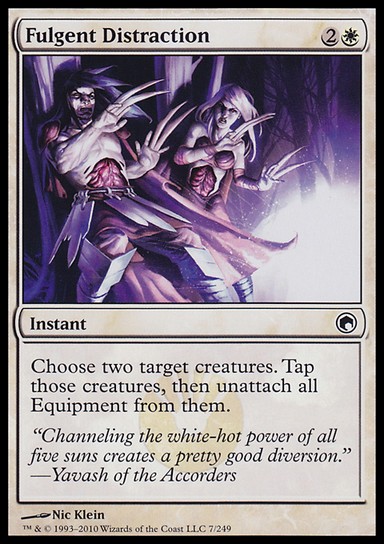 Fulgent Distraction 2
Instant
Choose two target creatures. Tap
those creatures, then unattach all
Equipment from them.
“Channeling the white-hot power of all
five suns creates a pretty good diversion.”
—Yavash of the Accorders
Nic Klein
™ & © 1993–2010 Wizards of the Coast LLC 7/249